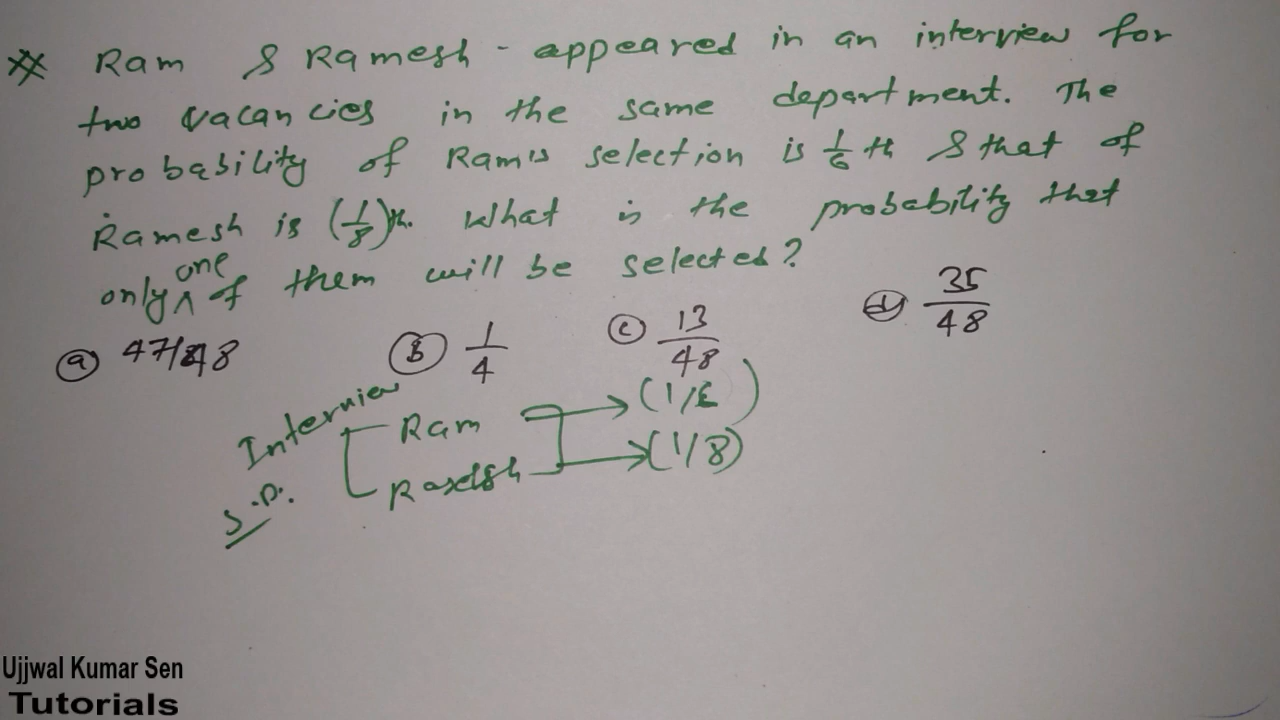 ** Ram & Ramesh - appeared in an interview for
two vacancies in the same department. The
probability of Ram's selection is 1/6 th & that of
Ramesh is (1/8)th. What is the probability that
only one of them will be selected?
(a) 47/48 (b) 1/4 (c) 13/48 (d) 35/48
Interview
Ram → (1/6)
→ (1/8)
S.D.
Ujjwal Kumar Sen
Tutorials